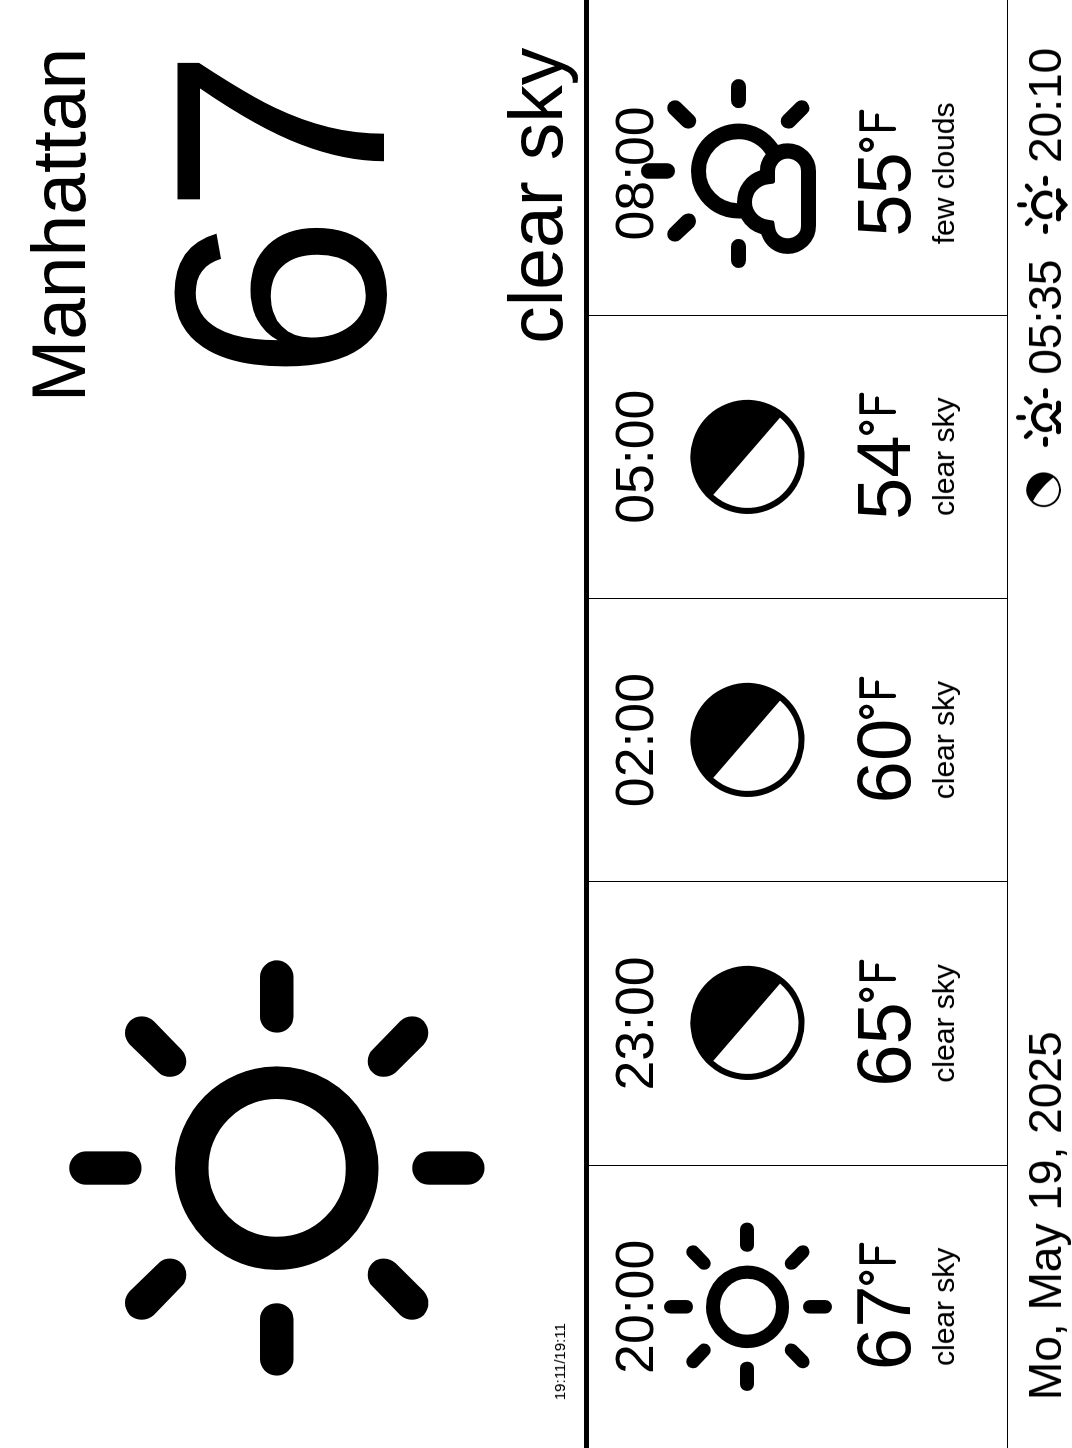 Manhattan
67
clear sky
19:11/19:11
20:00
67°F
clear sky
23:00
65°F
clear sky
02:00
60°F
clear sky
05:00
54°F
clear sky
08:00
55°F
few clouds
Mo, May 19, 2025
05:35
20:10